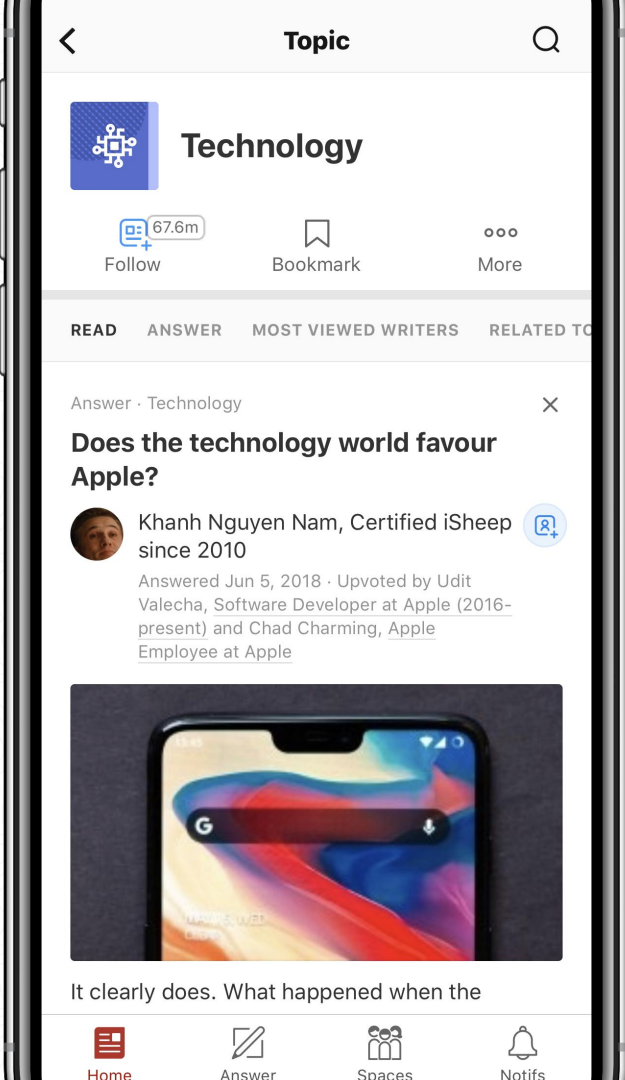 Topic
Technology
67.6m
Follow
Bookmark
More
READ
ANSWER
MOST VIEWED WRITERS
RELATED TO
Answer · Technology
Does the technology world favour
Apple?
Khanh Nguyen Nam, Certified iSheep
since 2010
Answered Jun 5, 2018 · Upvoted by Udit
Valecha, Software Developer at Apple (2016-
present) and Chad Charming, Apple
Employee at Apple
G
It clearly does. What happened when the
Home
Answer
Spaces
Notifs